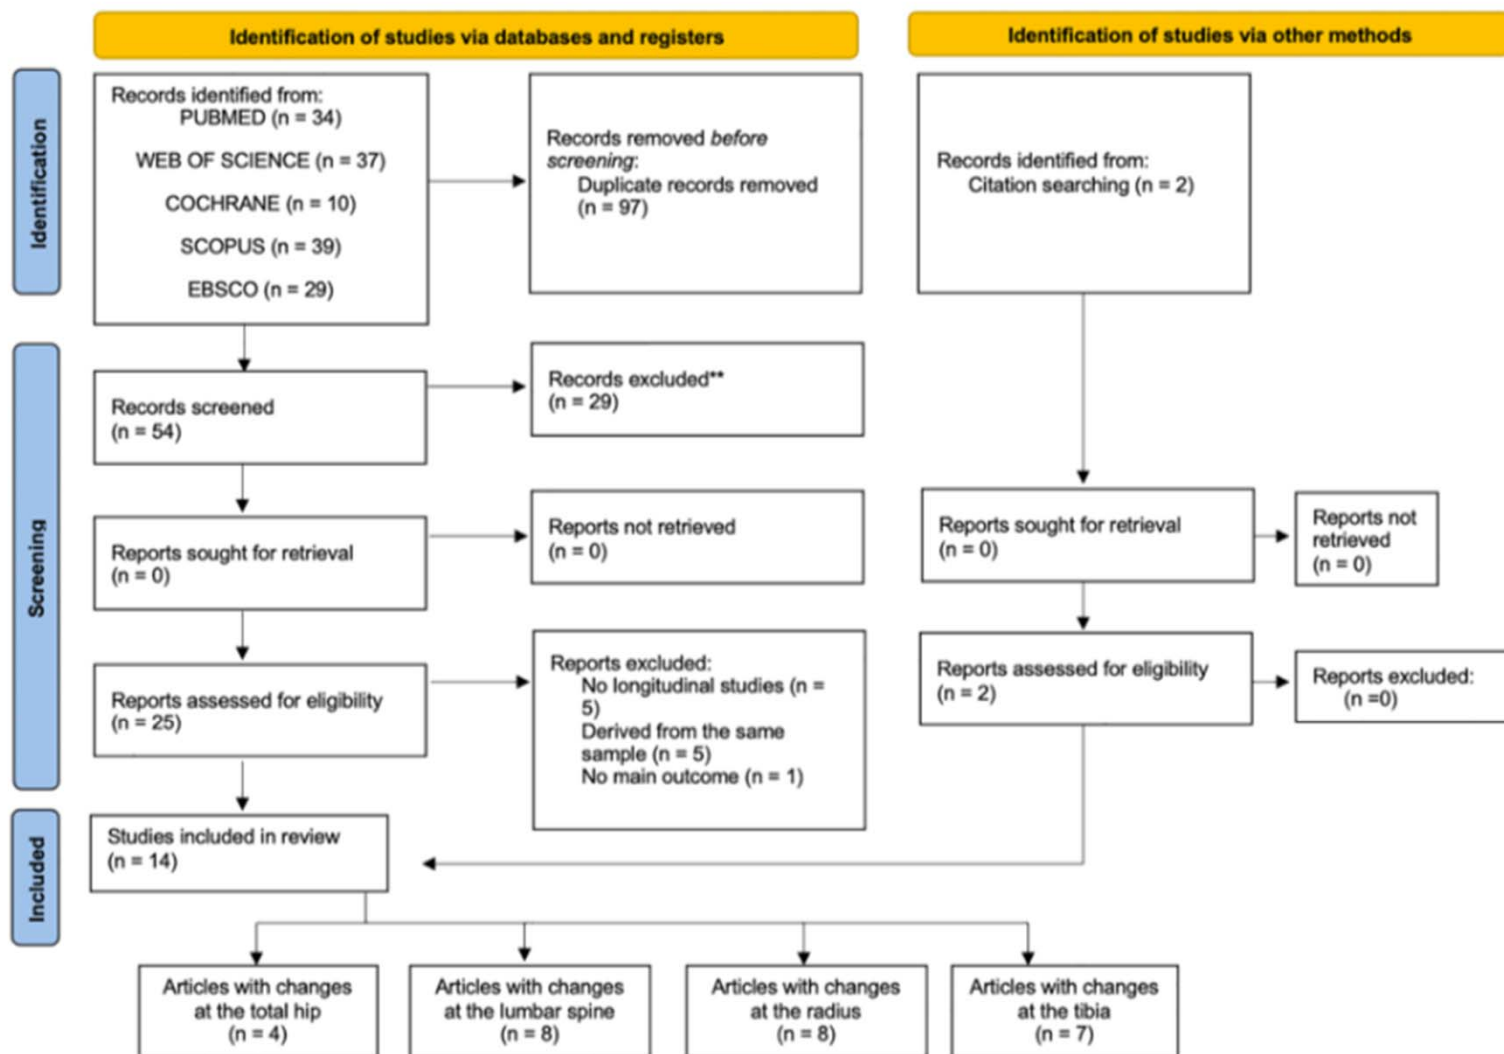 Identification of studies via databases and registers
Identification of studies via other methods
Identification
Records identified from:
PUBMED (n = 34)
WEB OF SCIENCE (n = 37)
COCHRANE (n = 10)
SCOPUS (n = 39)
EBSCO (n = 29)
Records removed before
screening:
Duplicate records removed
(n = 97)
Records identified from:
Citation searching (n = 2)
Screening
Records screened
(n = 54)
Records excluded**
(n = 29)
Reports sought for retrieval
(n = 0)
Reports not retrieved
(n = 0)
Reports sought for retrieval
(n = 0)
Reports not
retrieved
(n = 0)
Reports assessed for eligibility
(n = 25)
Reports excluded:
No longitudinal studies (n =
5)
Derived from the same
sample (n = 5)
No main outcome (n = 1)
Reports assessed for eligibility
(n = 2)
Reports excluded:
(n =0)
Included
Studies included in review
(n = 14)
Articles with changes
at the total hip
(n = 4)
Articles with changes
at the lumbar spine
(n = 8)
Articles with changes
at the radius
(n = 8)
Articles with changes
at the tibia
(n = 7)